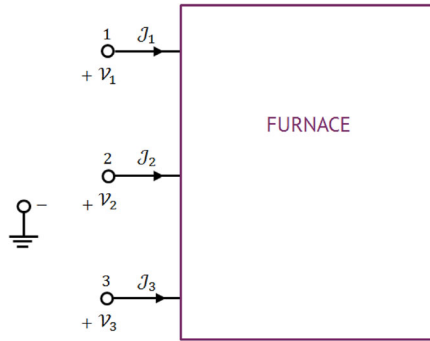 1 𝒥₁
+ 𝒱₁
FURNACE
2 𝒥₂
+ 𝒱₂
−
3 𝒥₃
+ 𝒱₃